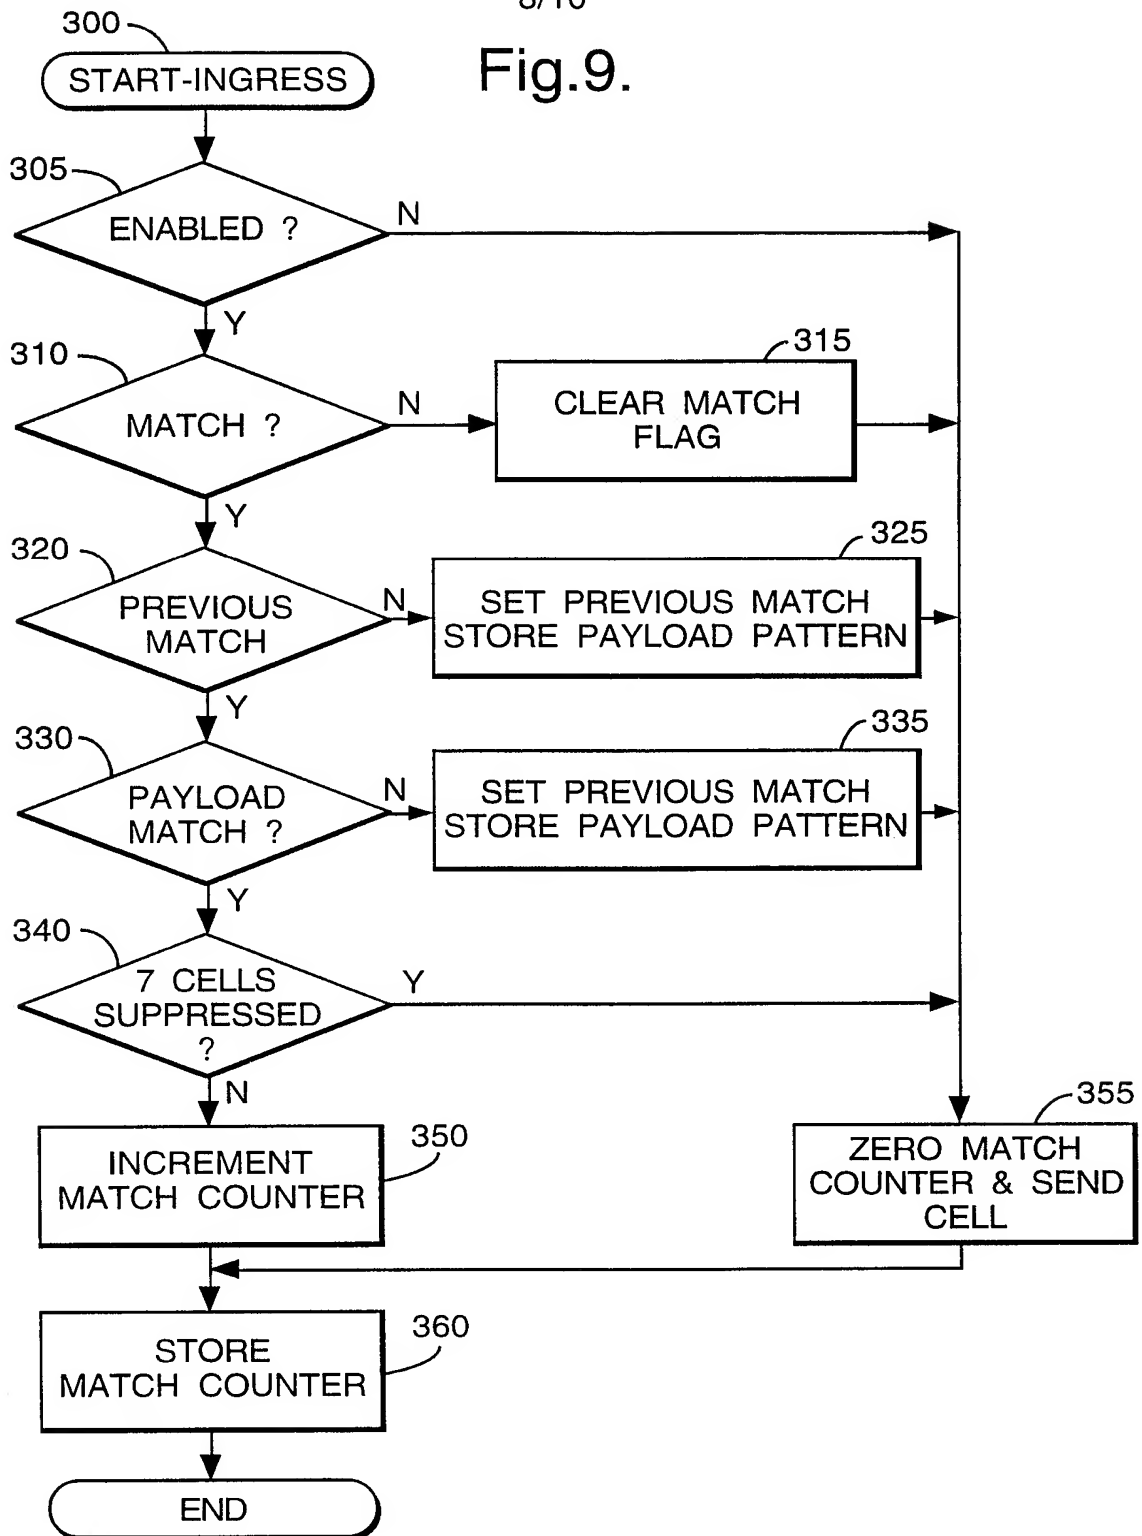 8/10
300
START-INGRESS
Fig.9.
305
ENABLED ?
N
Y
310
MATCH ?
N
315
CLEAR MATCH
FLAG
Y
320
PREVIOUS
MATCH
N
325
SET PREVIOUS MATCH
STORE PAYLOAD PATTERN
Y
330
PAYLOAD
MATCH ?
N
335
SET PREVIOUS MATCH
STORE PAYLOAD PATTERN
Y
340
7 CELLS
SUPPRESSED
?
Y
N
350
INCREMENT
MATCH COUNTER
355
ZERO MATCH
COUNTER & SEND
CELL
360
STORE
MATCH COUNTER
END